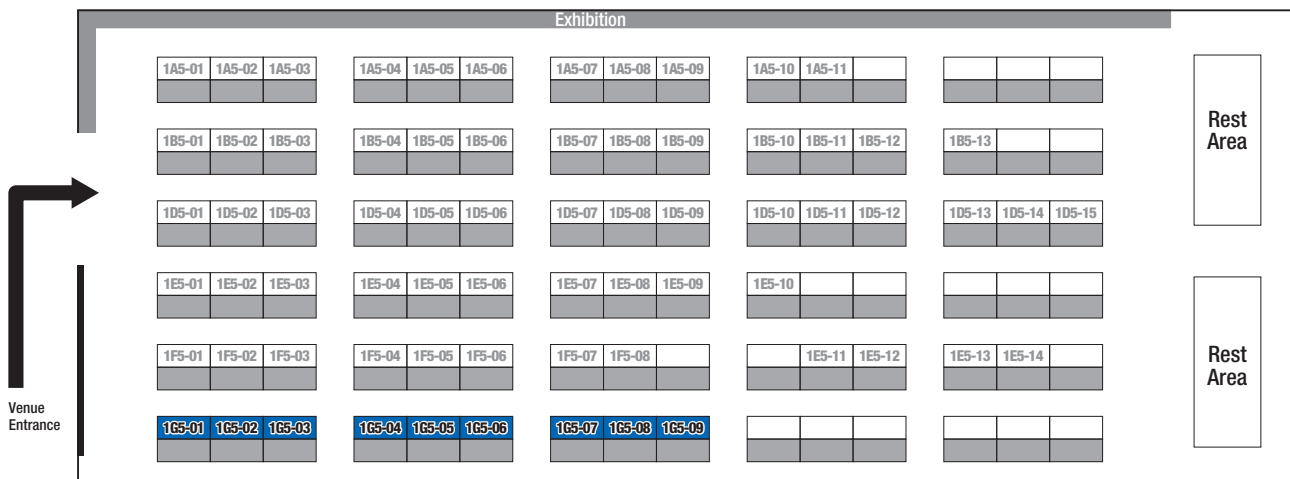 Exhibition
1A5-01 1A5-02 1A5-03 1A5-04 1A5-05 1A5-06 1A5-07 1A5-08 1A5-09 1A5-10 1A5-11
1B5-01 1B5-02 1B5-03 1B5-04 1B5-05 1B5-06 1B5-07 1B5-08 1B5-09 1B5-10 1B5-11 1B5-12 1B5-13
Rest
Area
1D5-01 1D5-02 1D5-03 1D5-04 1D5-05 1D5-06 1D5-07 1D5-08 1D5-09 1D5-10 1D5-11 1D5-12 1D5-13 1D5-14 1D5-15
1E5-01 1E5-02 1E5-03 1E5-04 1E5-05 1E5-06 1E5-07 1E5-08 1E5-09 1E5-10
1F5-01 1F5-02 1F5-03 1F5-04 1F5-05 1F5-06 1F5-07 1F5-08 1E5-11 1E5-12 1E5-13 1E5-14
Rest
Area
Venue
Entrance
1G5-01 1G5-02 1G5-03 1G5-04 1G5-05 1G5-06 1G5-07 1G5-08 1G5-09